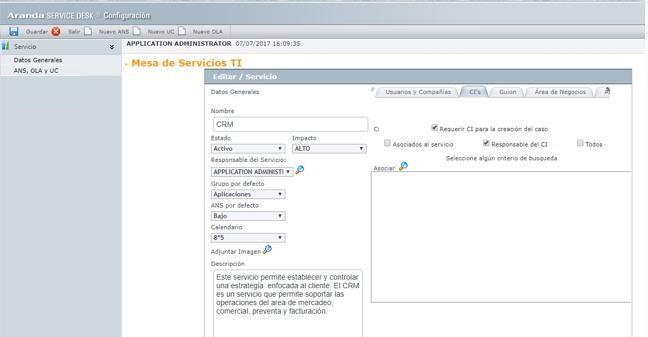 Aranda SERVICE DESK Configuración
Guardar Salir Nuevo ANS Nuevo UC Nuevo OLA
Servicio
APPLICATION ADMINISTRATOR 07/07/2017 16:09:35
Datos Generales
ANS, OLA y UC
Mesa de Servicios TI
Editar / Servicio
Datos Generales
Usuarios y Compañías CI's Guion Área de Negocios
Nombre
CRM
Ci Requerir CI para la creación del caso
Estado Impacto
Activo ALTO
Asociados al servicio Responsable del CI Todos
Seleccione algún criterio de busqueda
Responsable del Servicio:
APPLICATION ADMINISTI
Asociar
Grupo por defecto
Aplicaciones
ANS por defecto
Bajo
Calendario
8*5
Adjuntar Imagen
Descripción
Este servicio permite establecer y controlar
una estrategia enfocada al cliente. El CRM
es un servicio que permite soportar las
operaciones del area de mercadeo,
comercial, preventa y facturación.